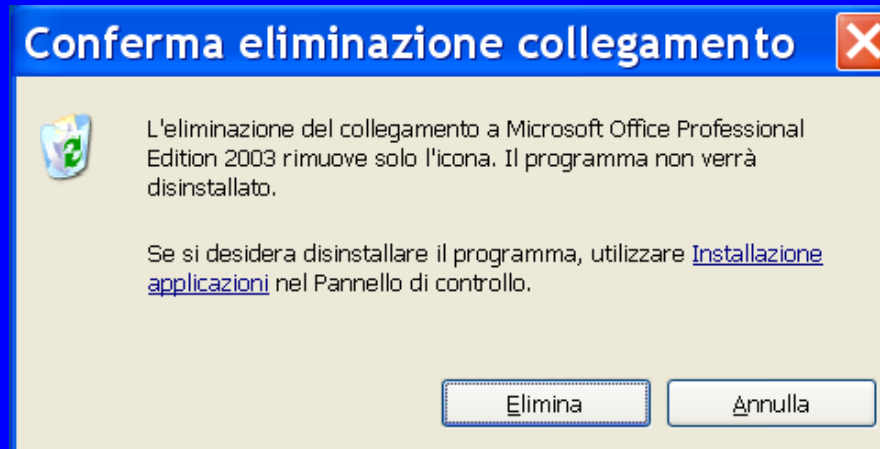 Conferma eliminazione collegamento
L'eliminazione del collegamento a Microsoft Office Professional
Edition 2003 rimuove solo l'icona. Il programma non verrà
disinstallato.
Se si desidera disinstallare il programma, utilizzare Installazione
applicazioni nel Pannello di controllo.
Elimina
Annulla